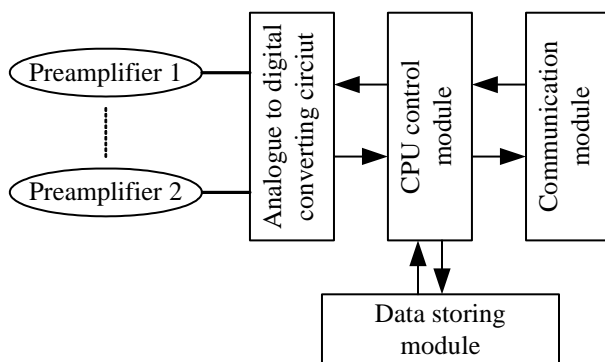 Preamplifier 1
Preamplifier 2
Analogue to digital
converting circiut
CPU control
module
Communication
module
Data storing
module